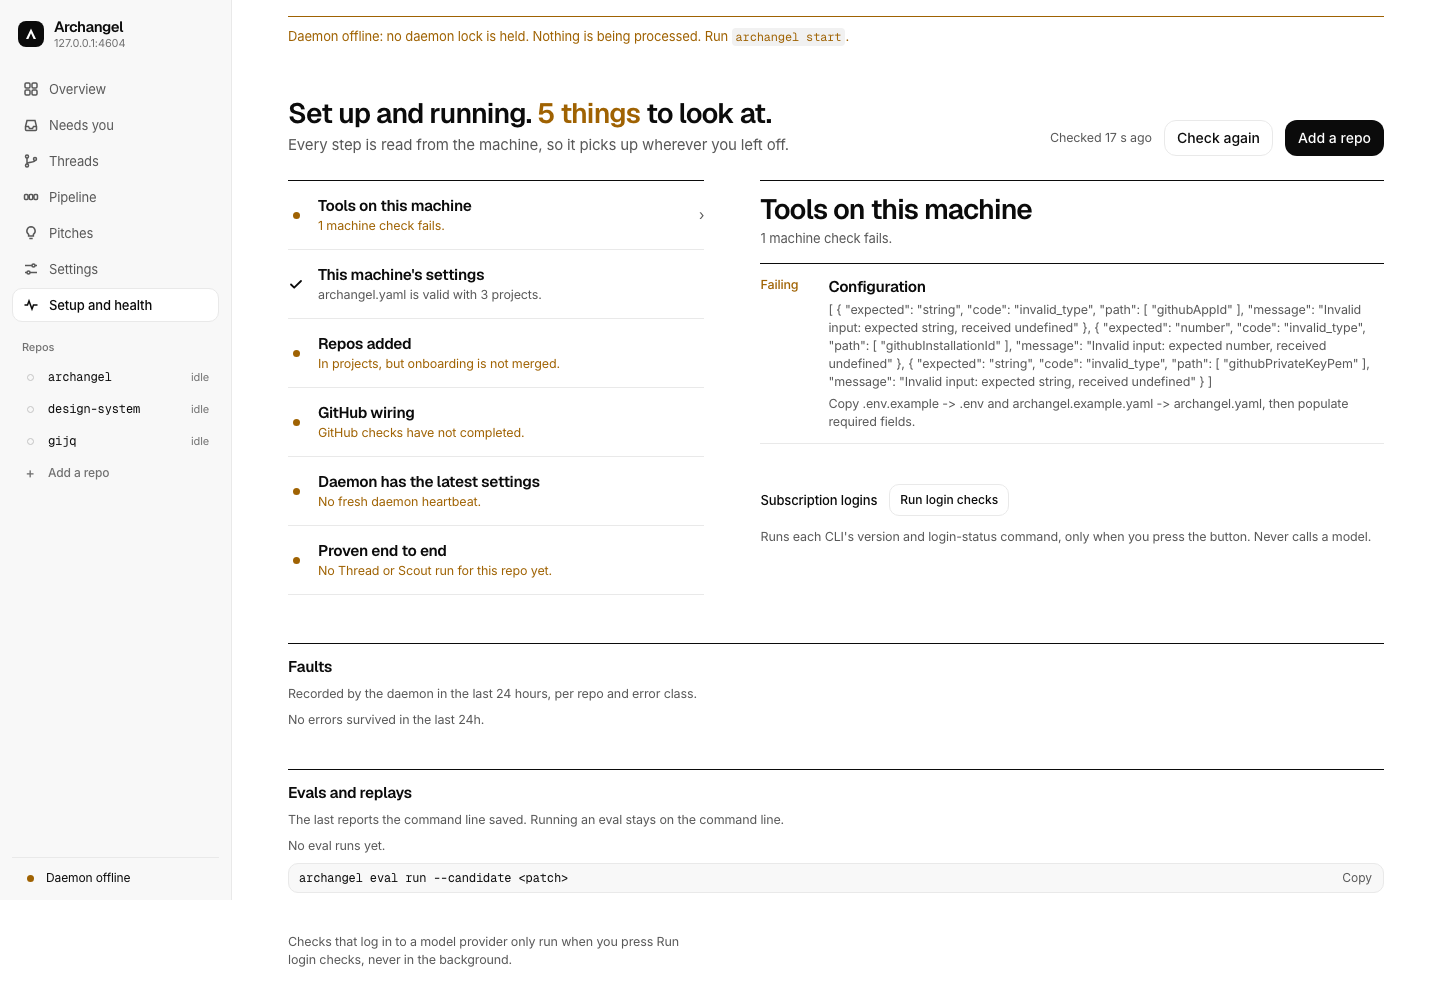 Archangel
127.0.0.1:4604
Overview
Needs you
Threads
Pipeline
Pitches
Settings
Setup and health
Repos
archangel idle
design-system idle
gijq idle
+ Add a repo
Daemon offline
Daemon offline: no daemon lock is held. Nothing is being processed. Run archangel start.
Set up and running. 5 things to look at.
Every step is read from the machine, so it picks up wherever you left off.
Checked 17 s ago
Check again
Add a repo
Tools on this machine
1 machine check fails.
This machine's settings
archangel.yaml is valid with 3 projects.
Repos added
In projects, but onboarding is not merged.
GitHub wiring
GitHub checks have not completed.
Daemon has the latest settings
No fresh daemon heartbeat.
Proven end to end
No Thread or Scout run for this repo yet.
Tools on this machine
1 machine check fails.
Failing
Configuration
[ { "expected": "string", "code": "invalid_type", "path": [ "githubAppId" ], "message": "Invalid
input: expected string, received undefined" }, { "expected": "number", "code": "invalid_type",
"path": [ "githubInstallationId" ], "message": "Invalid input: expected number, received
undefined" }, { "expected": "string", "code": "invalid_type", "path": [ "githubPrivateKeyPem" ],
"message": "Invalid input: expected string, received undefined" } ]
Copy .env.example -> .env and archangel.example.yaml -> archangel.yaml, then populate
required fields.
Subscription logins
Run login checks
Runs each CLI's version and login-status command, only when you press the button. Never calls a model.
Faults
Recorded by the daemon in the last 24 hours, per repo and error class.
No errors survived in the last 24h.
Evals and replays
The last reports the command line saved. Running an eval stays on the command line.
No eval runs yet.
archangel eval run --candidate <patch>
Copy
Checks that log in to a model provider only run when you press Run
login checks, never in the background.